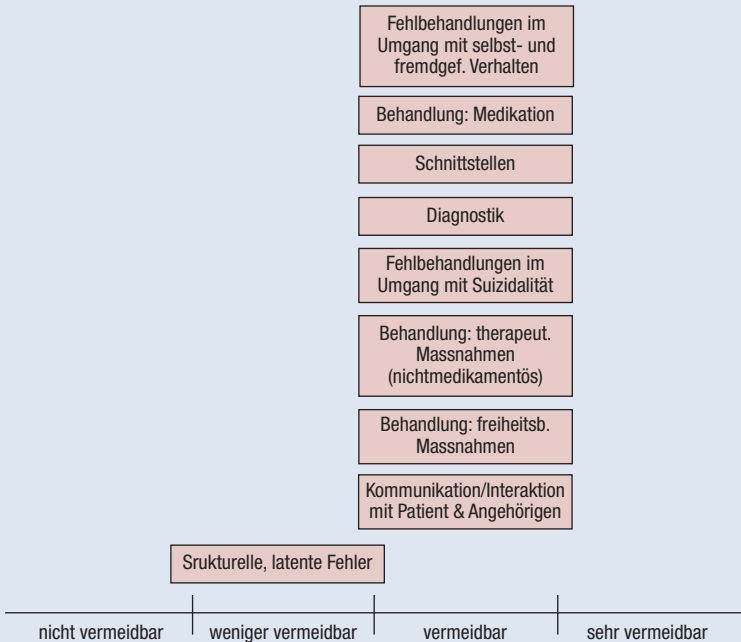 Fehlbehandlungen im
Umgang mit selbst- und
fremdgef. Verhalten
Behandlung: Medikation
Schnittstellen
Diagnostik
Fehlbehandlungen im
Umgang mit Suizidalität
Behandlung: therapeut.
Massnahmen
(nichtmedikamentös)
Behandlung: freiheitsb.
Massnahmen
Kommunikation/Interaktion
mit Patient & Angehörigen
Srukturelle, latente Fehler
nicht vermeidbar weniger vermeidbar vermeidbar sehr vermeidbar